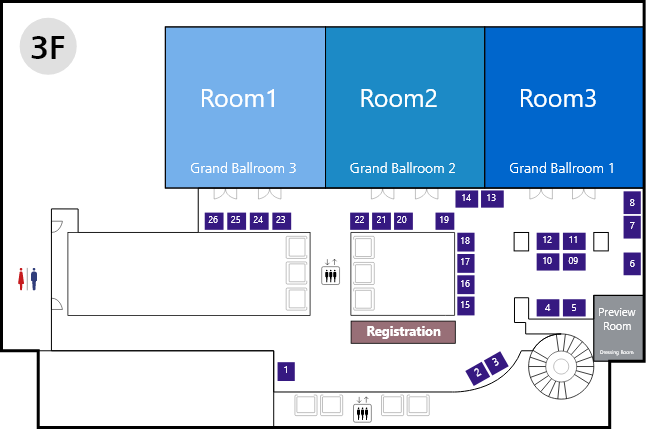 3F
Room1
Room2
Room3
Grand Ballroom 3
Grand Ballroom 2
Grand Ballroom 1
14
13
8
26
25
24
23
22
21
20
19
7
18
12
11
17
10
09
6
16
15
4
5
Preview
Room
Registration
Dressing Room
1
2
3